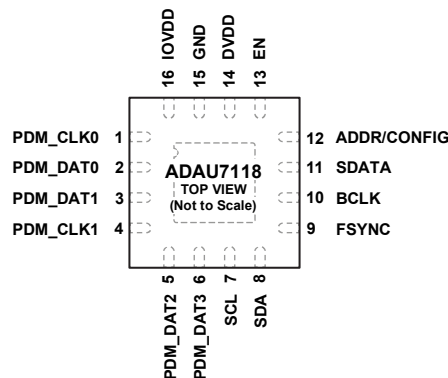 16 IOVDD
15 GND
14 DVDD
13 EN
PDM_CLK0 1
PDM_DAT0 2
PDM_DAT1 3
PDM_CLK1 4
ADAU7118
TOP VIEW
(Not to Scale)
12 ADDR/CONFIG
11 SDATA
10 BCLK
9 FSYNC
PDM_DAT2 5
PDM_DAT3 6
SCL 7
SDA 8